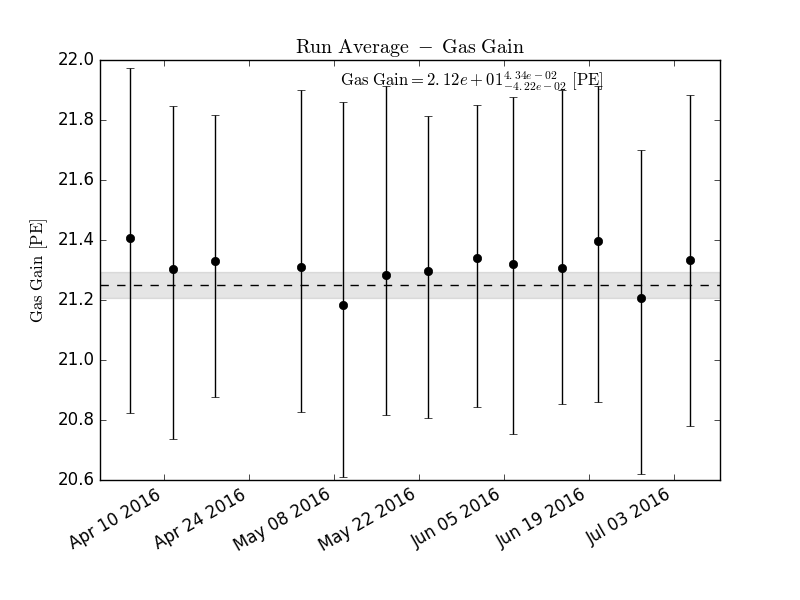 Run Average − Gas Gain
Gas Gain = 2.12e + 01^{4.34e−02}_{−4.22e−02} [PE]
22.0
21.8
21.6
21.4
21.2
21.0
20.8
20.6
Gas Gain [PE]
Apr 10 2016
Apr 24 2016
May 08 2016
May 22 2016
Jun 05 2016
Jun 19 2016
Jul 03 2016